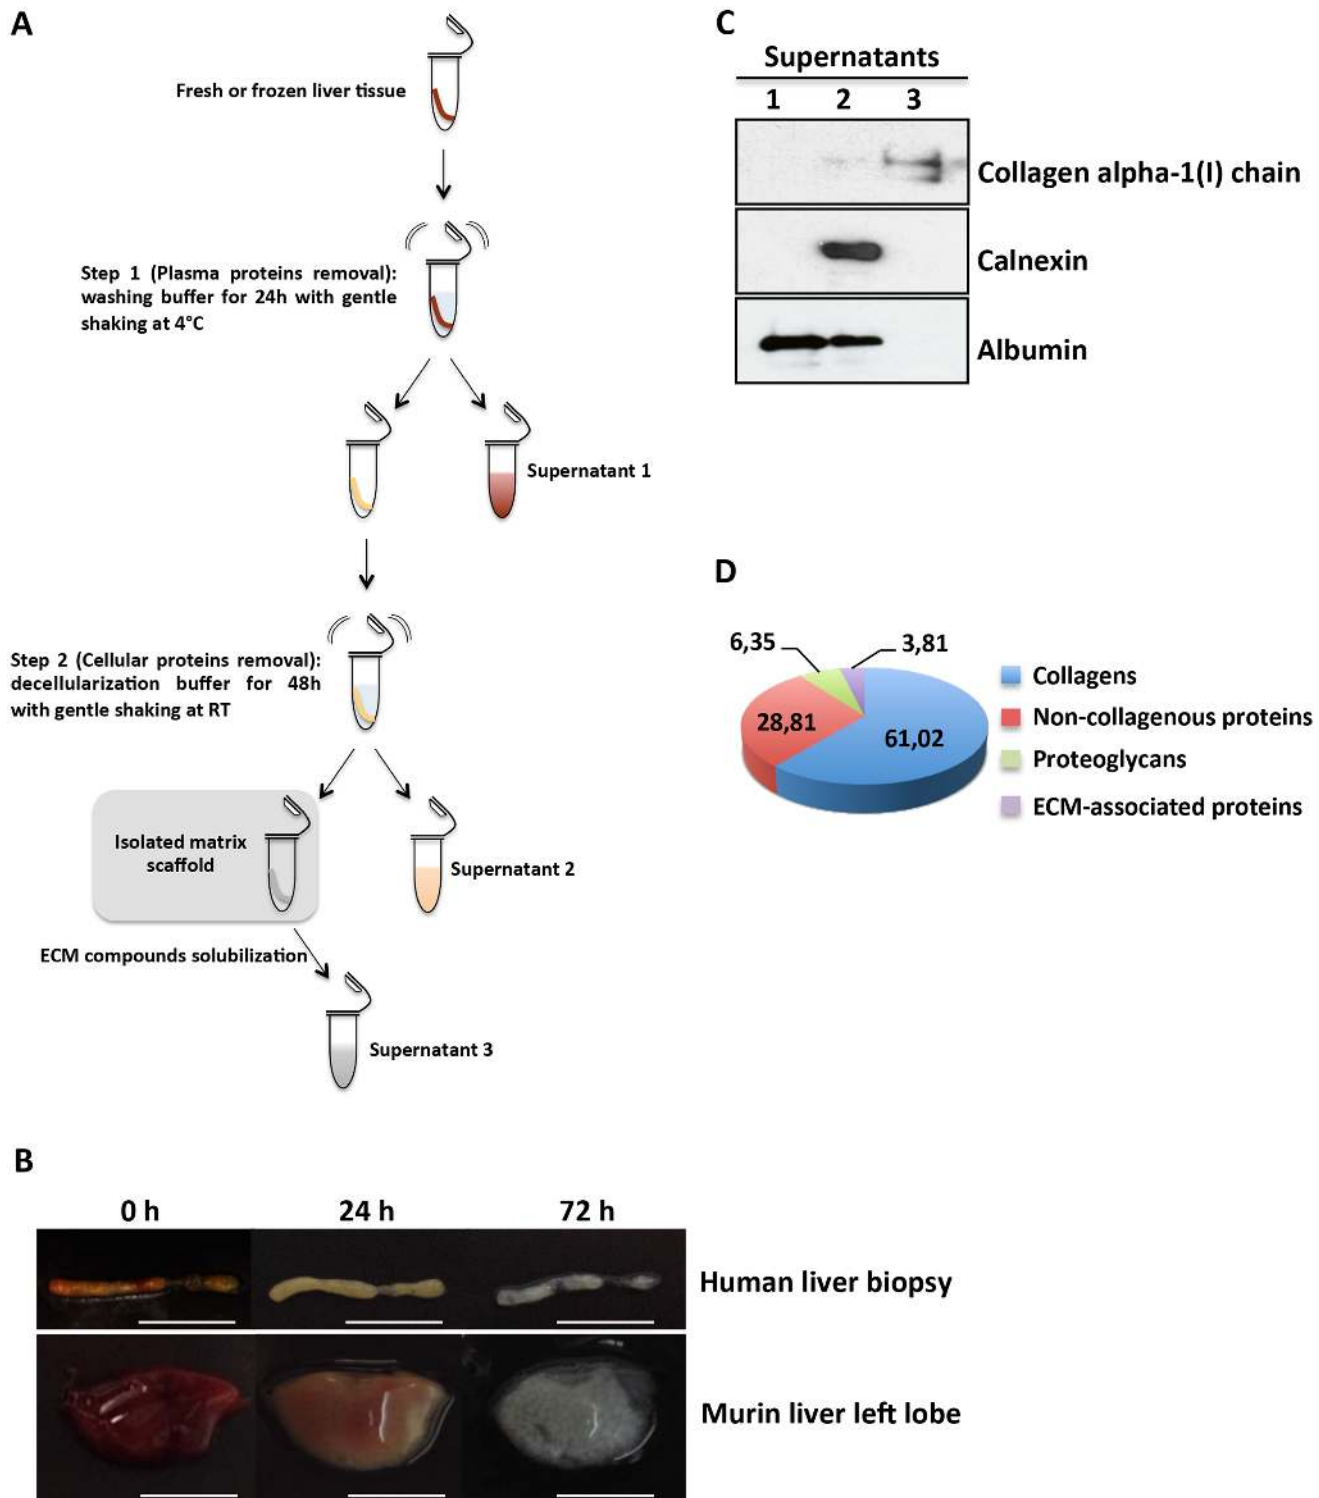 A
Fresh or frozen liver tissue
Step 1 (Plasma proteins removal):
washing buffer for 24h with gentle
shaking at 4°C
Supernatant 1
Step 2 (Cellular proteins removal):
decellularization buffer for 48h
with gentle shaking at RT
Isolated matrix
scaffold
Supernatant 2
ECM compounds solubilization
Supernatant 3
B
0 h 24 h 72 h
Human liver biopsy
Murin liver left lobe
C
Supernatants
1 2 3
Collagen alpha-1(I) chain
Calnexin
Albumin
D
6,35 3,81
28,81
61,02
Collagens
Non-collagenous proteins
Proteoglycans
ECM-associated proteins